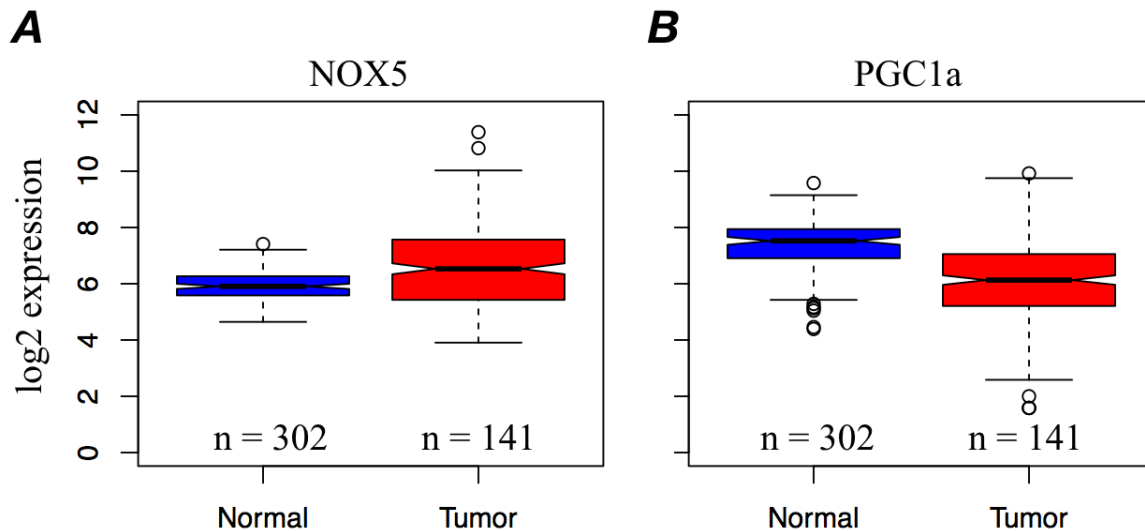 A
B
NOX5
PGC1a
log2 expression
12
10
8
6
4
2
0
n = 302
n = 141
n = 302
n = 141
Normal
Tumor
Normal
Tumor